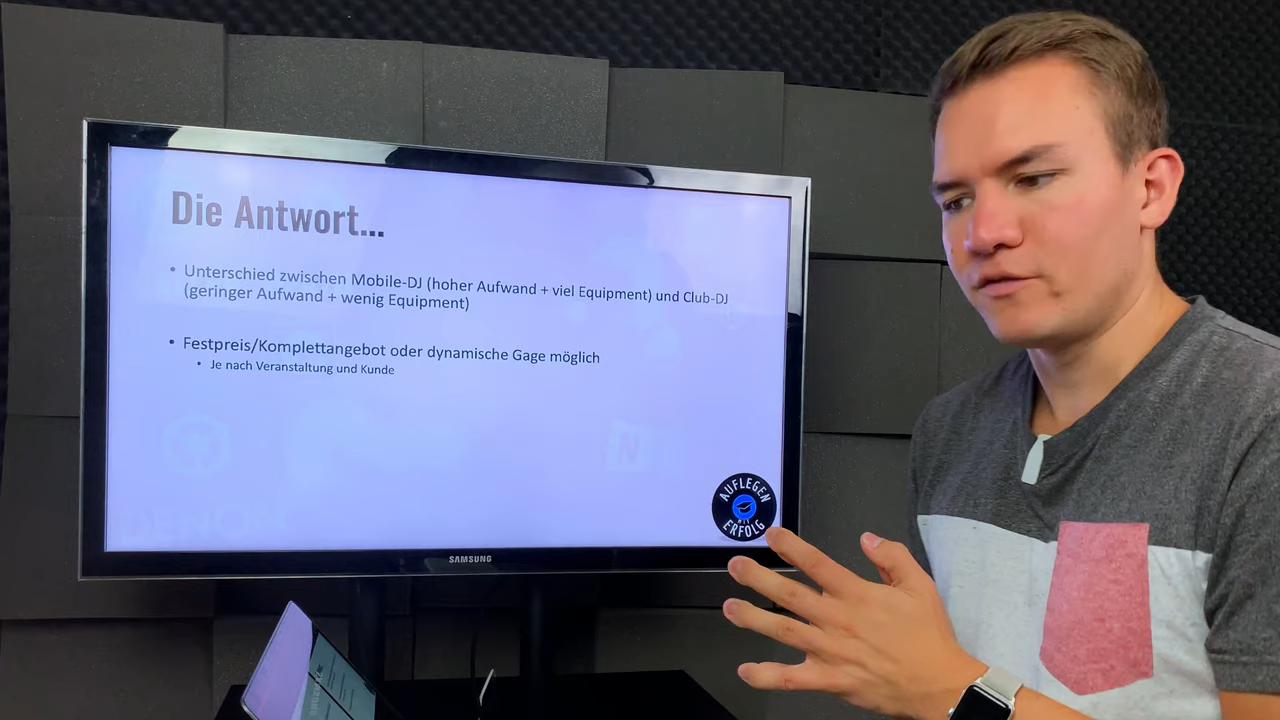 Die Antwort...
• Unterschied zwischen Mobile-DJ (hoher Aufwand + viel Equipment) und Club-DJ
(geringer Aufwand + wenig Equipment)
• Festpreis/Komplettangebot oder dynamische Gage möglich
• Je nach Veranstaltung und Kunde
N
AUFLEGEN
MIT
ERFOLG
SAMSUNG